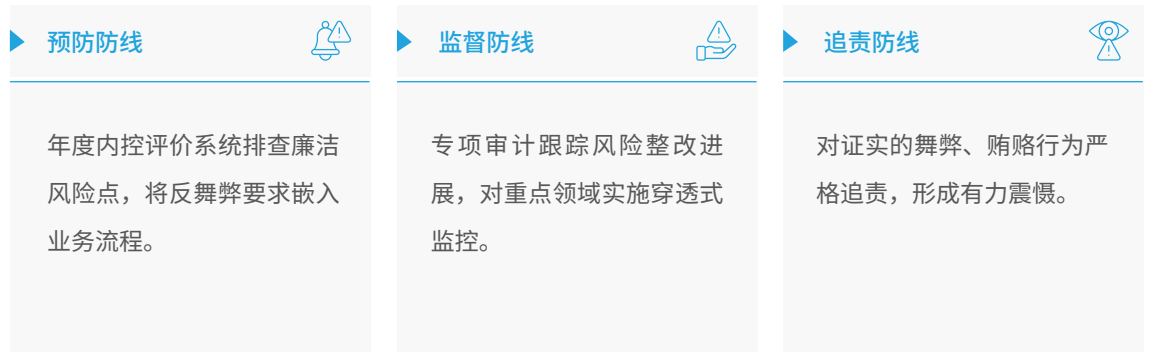 预防防线
年度内控评价系统排查廉洁
风险点，将反舞弊要求嵌入
业务流程。
监督防线
专项审计跟踪风险整改进
展，对重点领域实施穿透式
监控。
追责防线
对证实的舞弊、贿赂行为严
格追责，形成有力震慑。